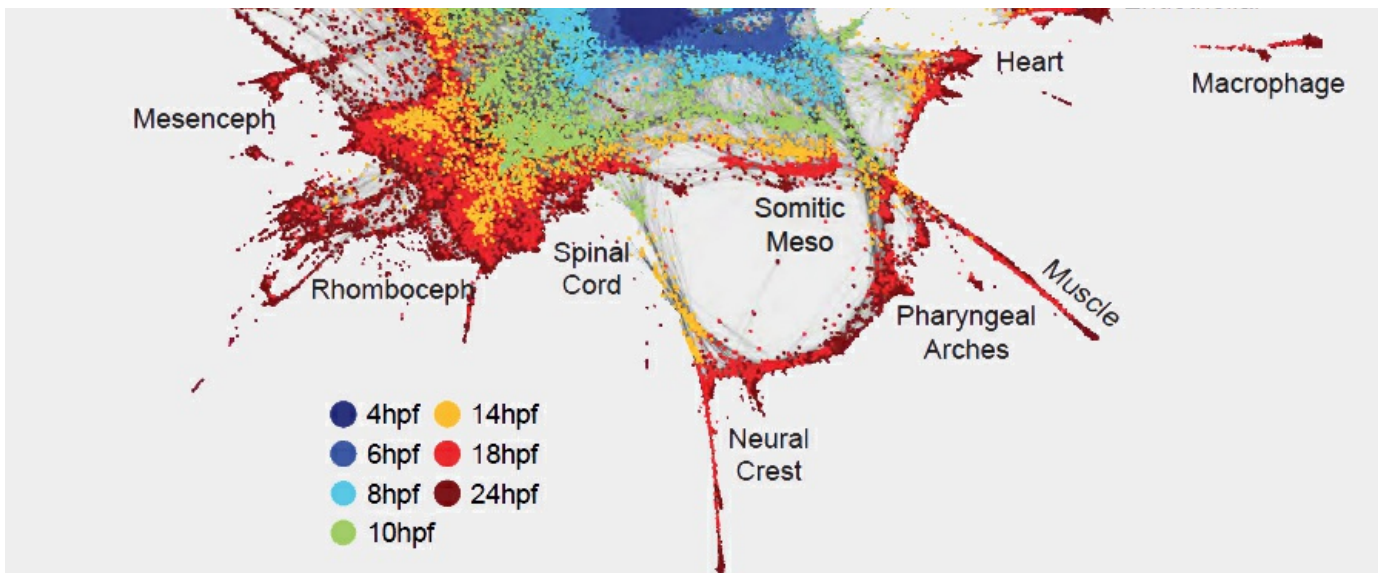 Heart
Macrophage
Mesenceph
Somitic
Meso
Spinal
Cord
Rhomboceph
Muscle
Pharyngeal
Arches
4hpf
14hpf
6hpf
18hpf
8hpf
24hpf
10hpf
Neural
Crest